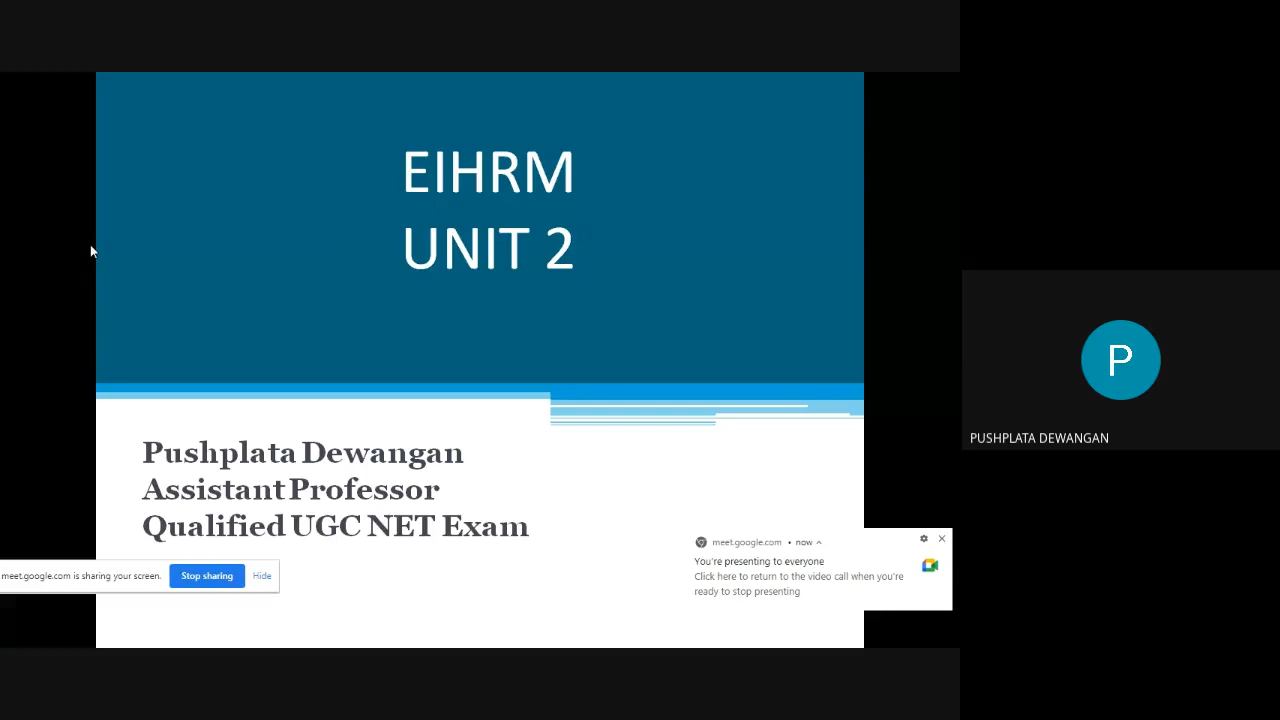 EIHRM
UNIT 2
Pushplata Dewangan
Assistant Professor
Qualified UGC NET Exam
meet.google.com is sharing your screen.
Stop sharing
Hide
meet.google.com • now
You're presenting to everyone
Click here to return to the video call when you're
ready to stop presenting
P
PUSHPLATA DEWANGAN